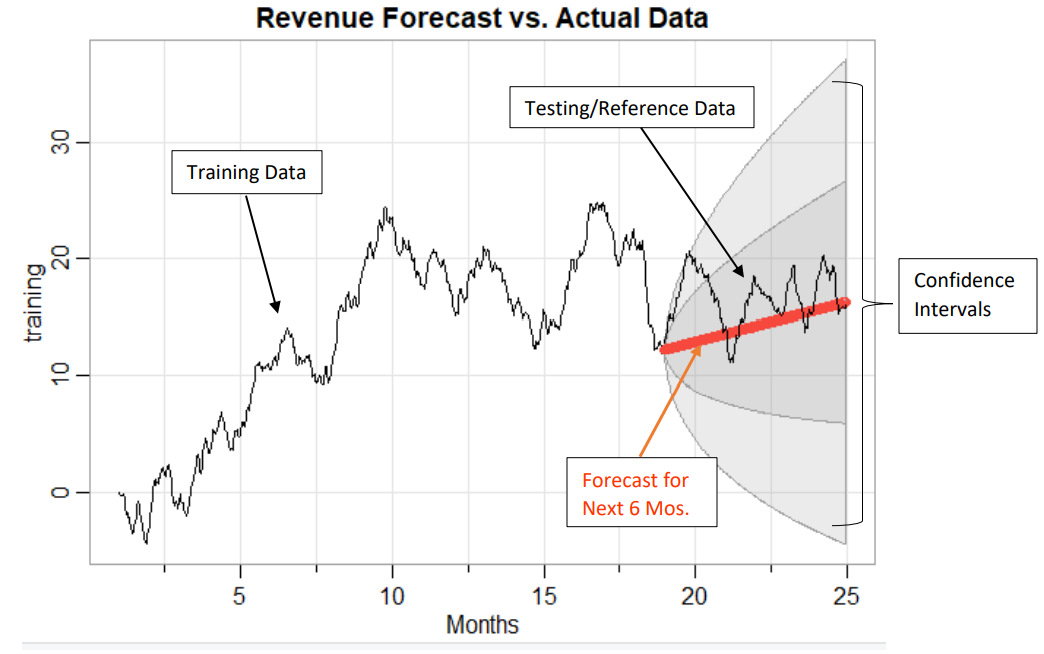 Revenue Forecast vs. Actual Data
Testing/Reference Data
Training Data
30
20
10
0
training
Confidence
Intervals
Forecast for
Next 6 Mos.
5
10
15
20
25
Months